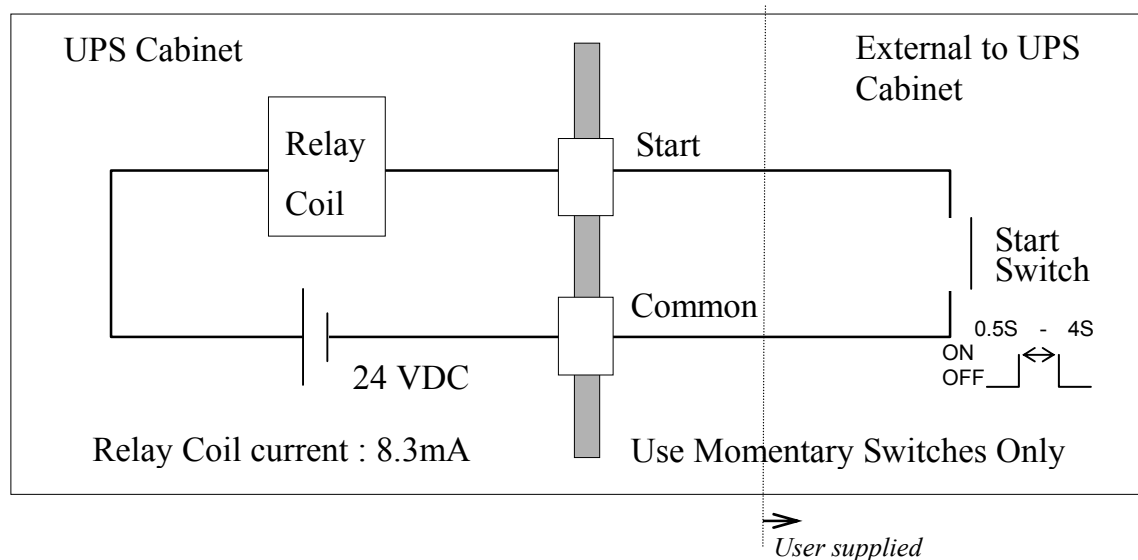 UPS Cabinet
External to UPS
Cabinet
Relay
Coil
Start
Start
Switch
Common
24 VDC
0.5S - 4S
ON
OFF
Relay Coil current : 8.3mA
Use Momentary Switches Only
User supplied